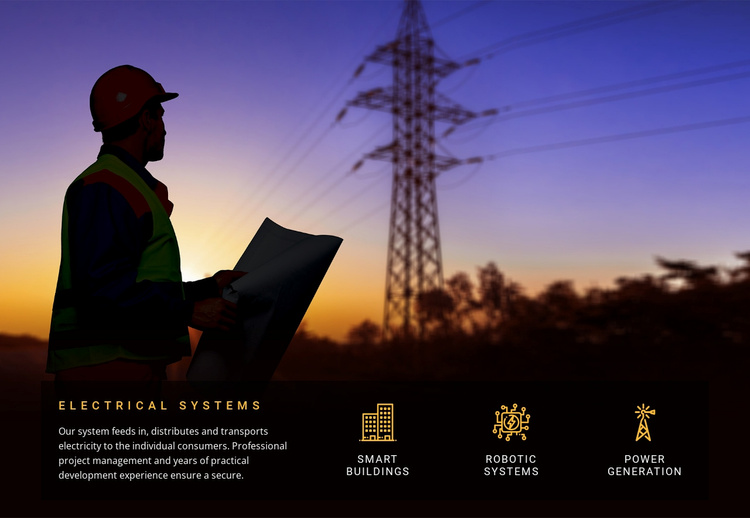 ELECTRICAL SYSTEMS
Our system feeds in, distributes and transports
electricity to the individual consumers. Professional
project management and years of practical
development experience ensure a secure.
SMART
BUILDINGS
ROBOTIC
SYSTEMS
POWER
GENERATION